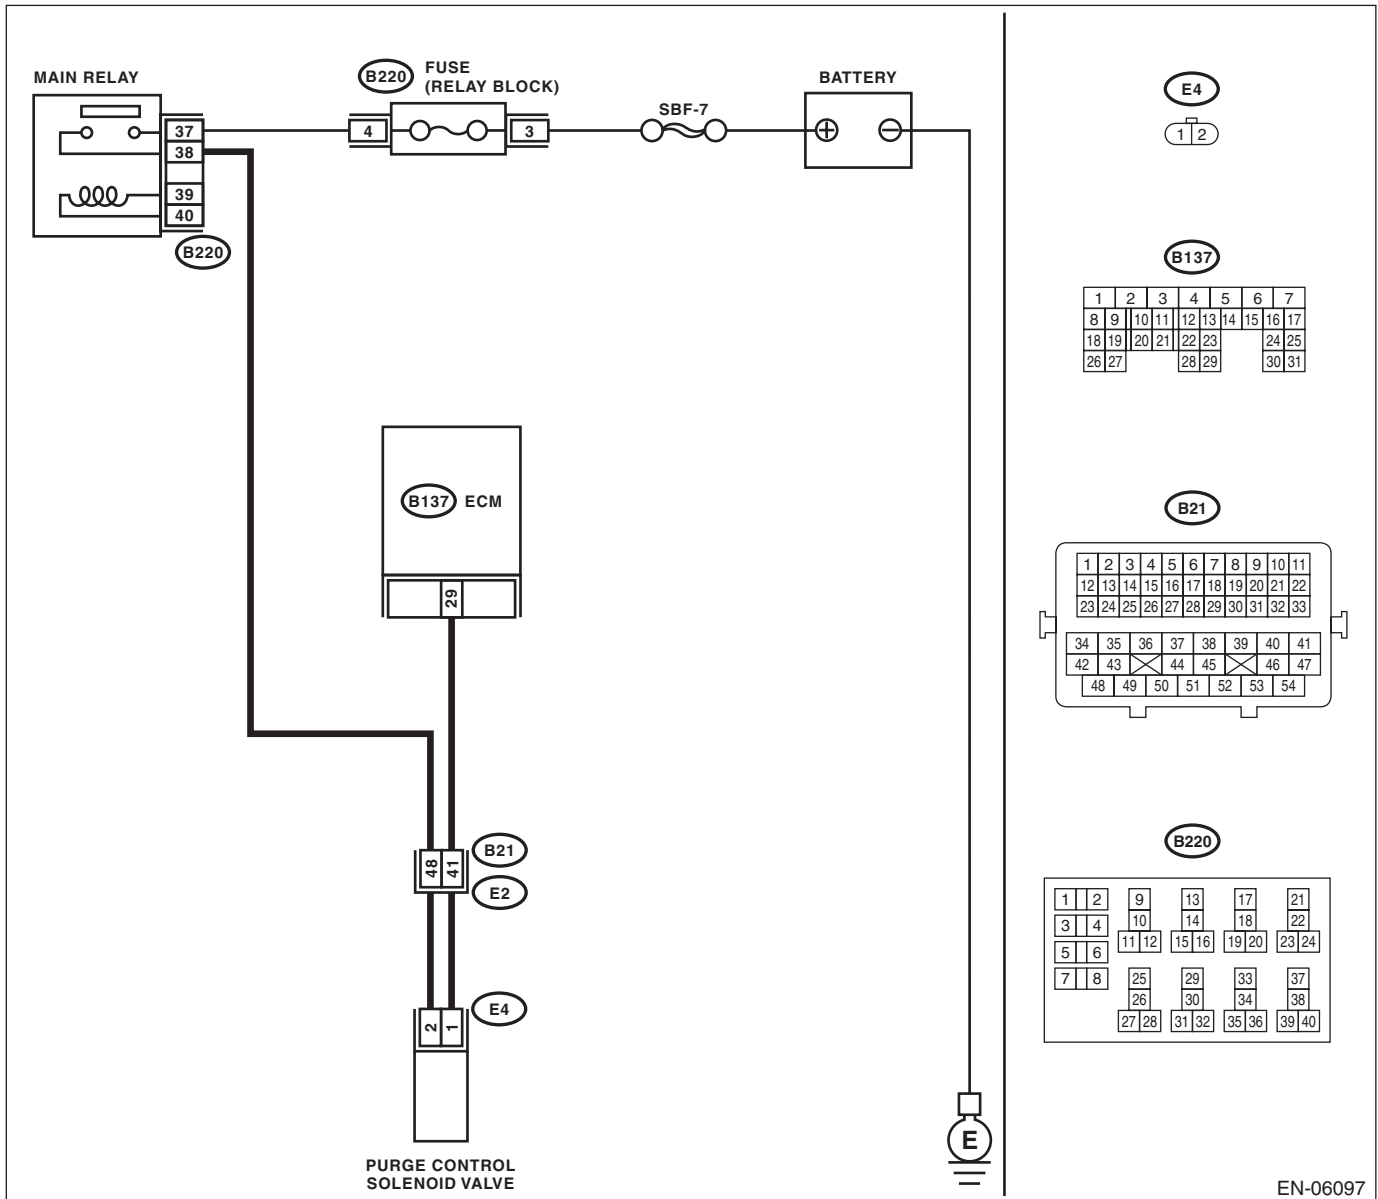 MAIN RELAY
37
38
39
40
B220
B220
FUSE
(RELAY BLOCK)
4
3
SBF-7
BATTERY
+
−
B137 ECM
29
48 41
B21
E2
2 1
E4
PURGE CONTROL
SOLENOID VALVE
E
E4
1 2
B137
1 2 3 4 5 6 7
8 9 10 11 12 13 14 15 16 17
18 19 20 21 22 23 24 25
26 27 28 29 30 31
B21
1 2 3 4 5 6 7 8 9 10 11
12 13 14 15 16 17 18 19 20 21 22
23 24 25 26 27 28 29 30 31 32 33
34 35 36 37 38 39 40 41
42 43 44 45 46 47
48 49 50 51 52 53 54
B220
1 2 9 13 17 21
3 4 10 14 18 22
11 12 15 16 19 20 23 24
5 6
7 8 25 29 33 37
26 30 34 38
27 28 31 32 35 36 39 40
EN-06097